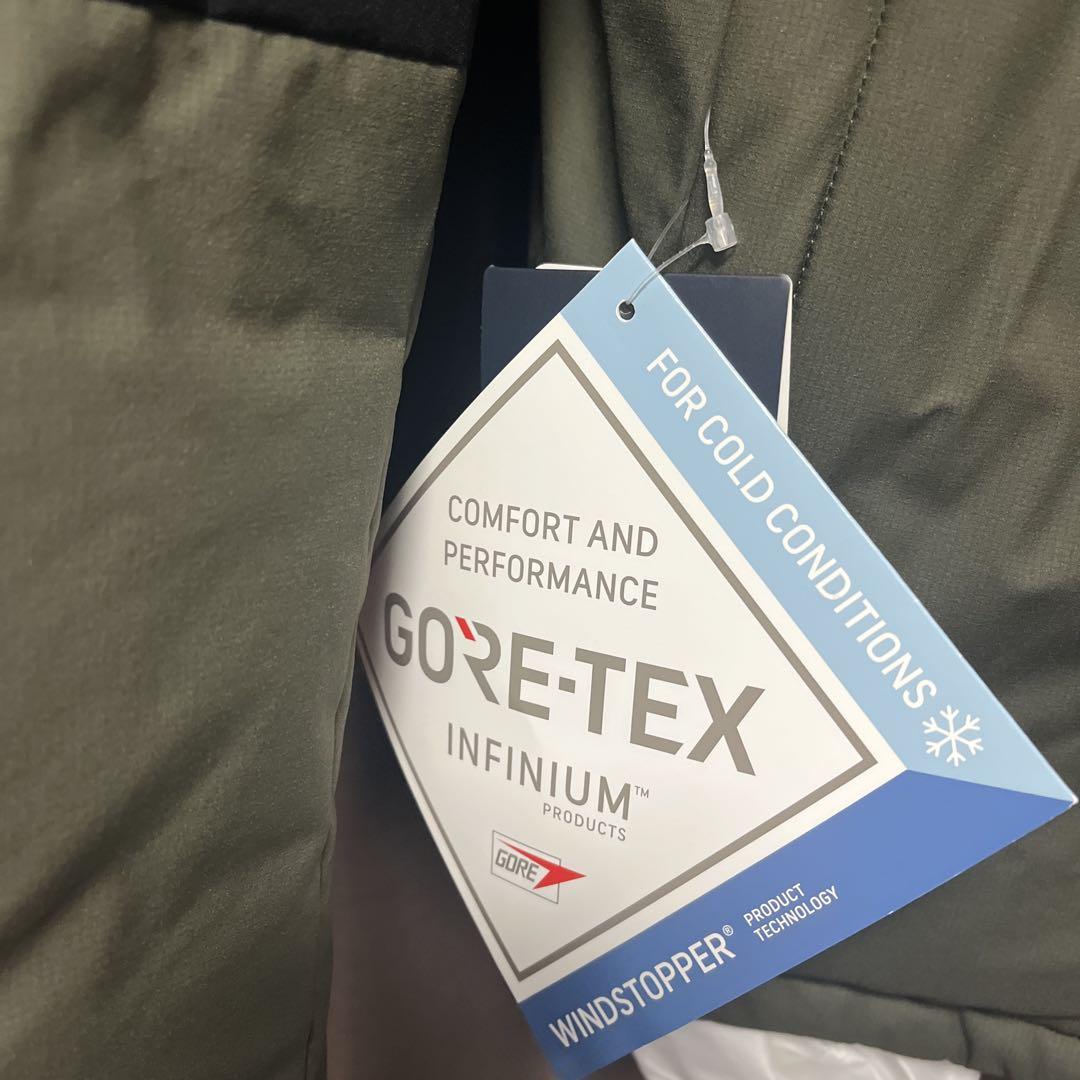 FOR COLD CONDITIONS
COMFORT AND
PERFORMANCE
GORE-TEX
INFINIUM™
PRODUCTS
GORE
WINDSTOPPER®
PRODUCT
TECHNOLOGY